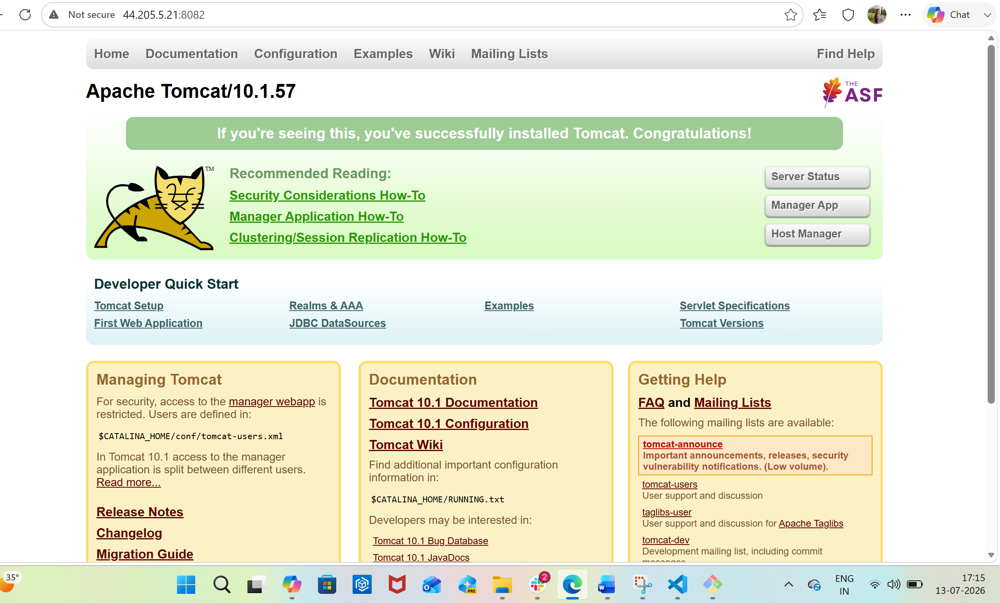 Not secure 44.205.5.21:8082
Chat
Home Documentation Configuration Examples Wiki Mailing Lists Find Help
Apache Tomcat/10.1.57
THE
ASF
If you're seeing this, you've successfully installed Tomcat. Congratulations!
TM
Recommended Reading:
Security Considerations How-To
Manager Application How-To
Clustering/Session Replication How-To
Server Status
Manager App
Host Manager
Developer Quick Start
Tomcat Setup
First Web Application
Realms & AAA
JDBC DataSources
Examples
Servlet Specifications
Tomcat Versions
Managing Tomcat
For security, access to the manager webapp is
restricted. Users are defined in:
$CATALINA_HOME/conf/tomcat-users.xml
In Tomcat 10.1 access to the manager
application is split between different users.
Read more...
Release Notes
Changelog
Migration Guide
Documentation
Tomcat 10.1 Documentation
Tomcat 10.1 Configuration
Tomcat Wiki
Find additional important configuration
information in:
$CATALINA_HOME/RUNNING.txt
Developers may be interested in:
Tomcat 10.1 Bug Database
Tomcat 10.1 JavaDocs
Getting Help
FAQ and Mailing Lists
The following mailing lists are available:
tomcat-announce
Important announcements, releases, security
vulnerability notifications. (Low volume).
tomcat-users
User support and discussion
taglibs-user
User support and discussion for Apache Taglibs
tomcat-dev
Development mailing list, including commit
messages
35°
PRE
2
ENG
IN
17:15
13-07-2026